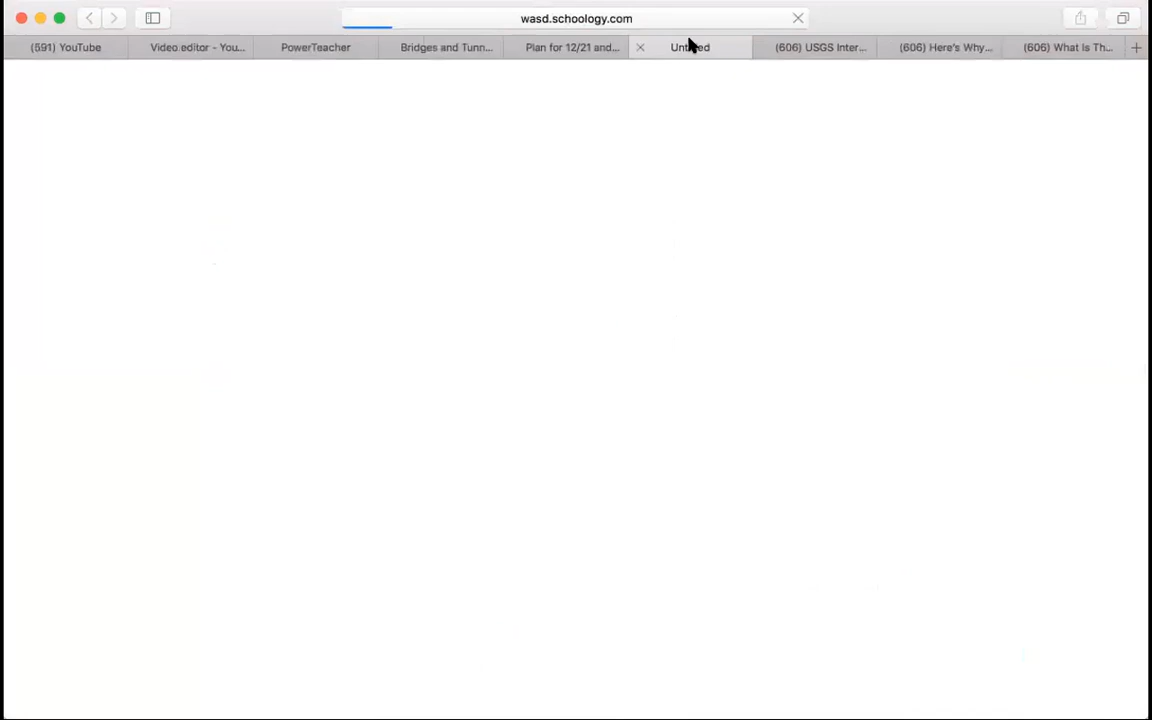 wasd.schoology.com
(591) YouTube
Video editor - You...
PowerTeacher
Bridges and Tunn...
Plan for 12/21 and...
(606) USGS Inter...
(606) Here's Why...
(606) What Is Th...